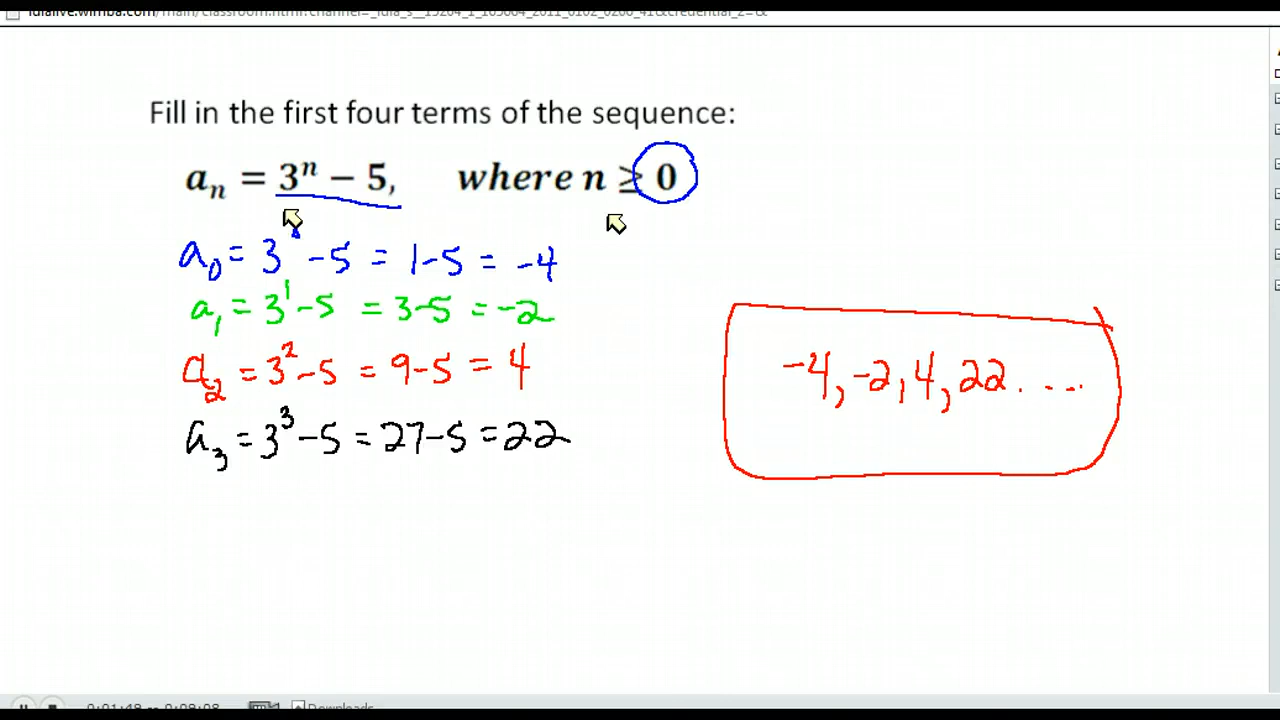 Fill in the first four terms of the sequence:
aₙ = 3ⁿ − 5, where n ≥ 0
a₀ = 3⁰ − 5 = 1 − 5 = −4
a₁ = 3¹ − 5 = 3 − 5 = −2
a₂ = 3² − 5 = 9 − 5 = 4
a₃ = 3³ − 5 = 27 − 5 = 22
−4, −2, 4, 22 . . . .
Downloads